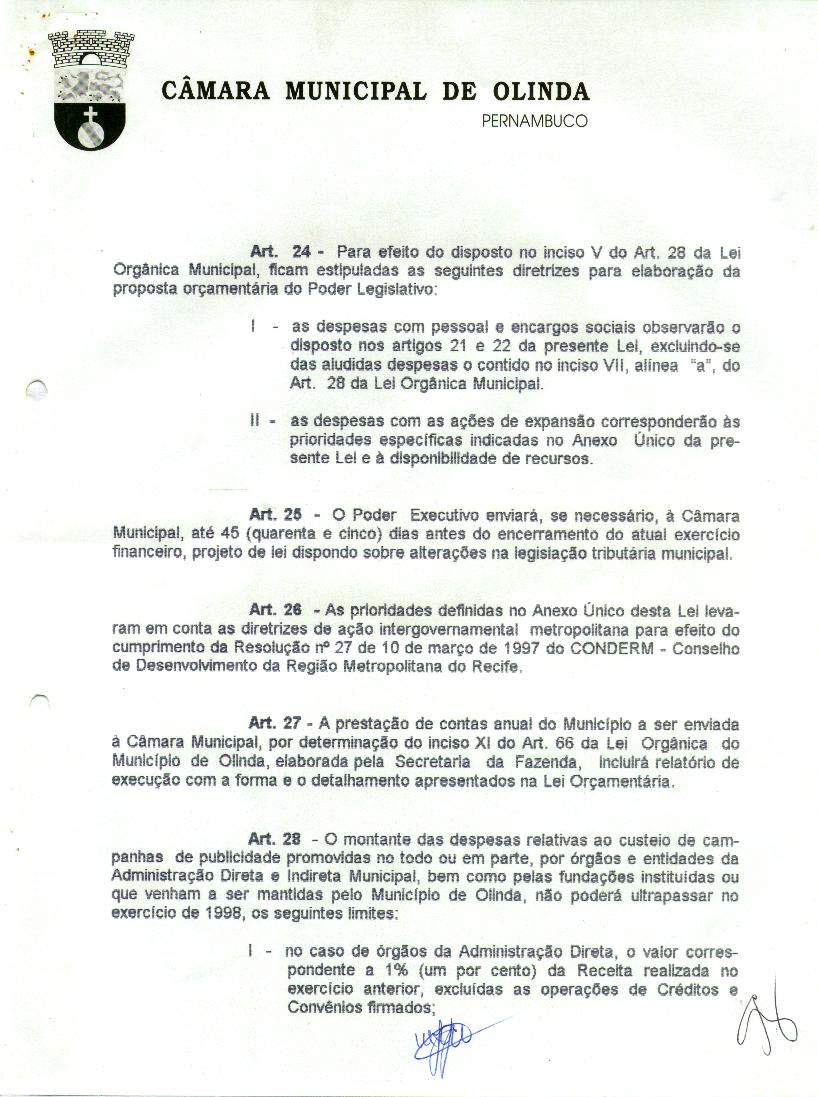 CÂMARA MUNICIPAL DE OLINDA
PERNAMBUCO
Art. 24 - Para efeito do disposto no inciso V do Art. 28 da Lei
Orgânica Municipal, ficam estipuladas as seguintes diretrizes para elaboração da
proposta orçamentária do Poder Legislativo:
I - as despesas com pessoal e encargos sociais observarão o
disposto nos artigos 21 e 22 da presente Lei, excluindo-se
das aludidas despesas o contido no inciso VII, alínea "a", do
Art. 28 da Lei Orgânica Municipal.
II - as despesas com as ações de expansão corresponderão às
prioridades específicas indicadas no Anexo Único da pre-
sente Lei e à disponibilidade de recursos.
Art. 25 - O Poder Executivo enviará, se necessário, à Câmara
Municipal, até 45 (quarenta e cinco) dias antes do encerramento do atual exercício
financeiro, projeto de lei dispondo sobre alterações na legislação tributária municipal.
Art. 26 - As prioridades definidas no Anexo Único desta Lei leva-
ram em conta as diretrizes de ação intergovernamental metropolitana para efeito do
cumprimento da Resolução nº 27 de 10 de março de 1997 do CONDERM - Conselho
de Desenvolvimento da Região Metropolitana do Recife.
Art. 27 - A prestação de contas anual do Município a ser enviada
à Câmara Municipal, por determinação do inciso XI do Art. 66 da Lei Orgânica do
Município de Olinda, elaborada pela Secretaria da Fazenda, incluirá relatório de
execução com a forma e o detalhamento apresentados na Lei Orçamentária.
Art. 28 - O montante das despesas relativas ao custeio de cam-
panhas de publicidade promovidas no todo ou em parte, por órgãos e entidades da
Administração Direta e Indireta Municipal, bem como pelas fundações instituídas ou
que venham a ser mantidas pelo Município de Olinda, não poderá ultrapassar no
exercício de 1998, os seguintes limites:
I - no caso de órgãos da Administração Direta, o valor corres-
pondente a 1% (um por cento) da Receita realizada no
exercício anterior, excluídas as operações de Créditos e
Convênios firmados;